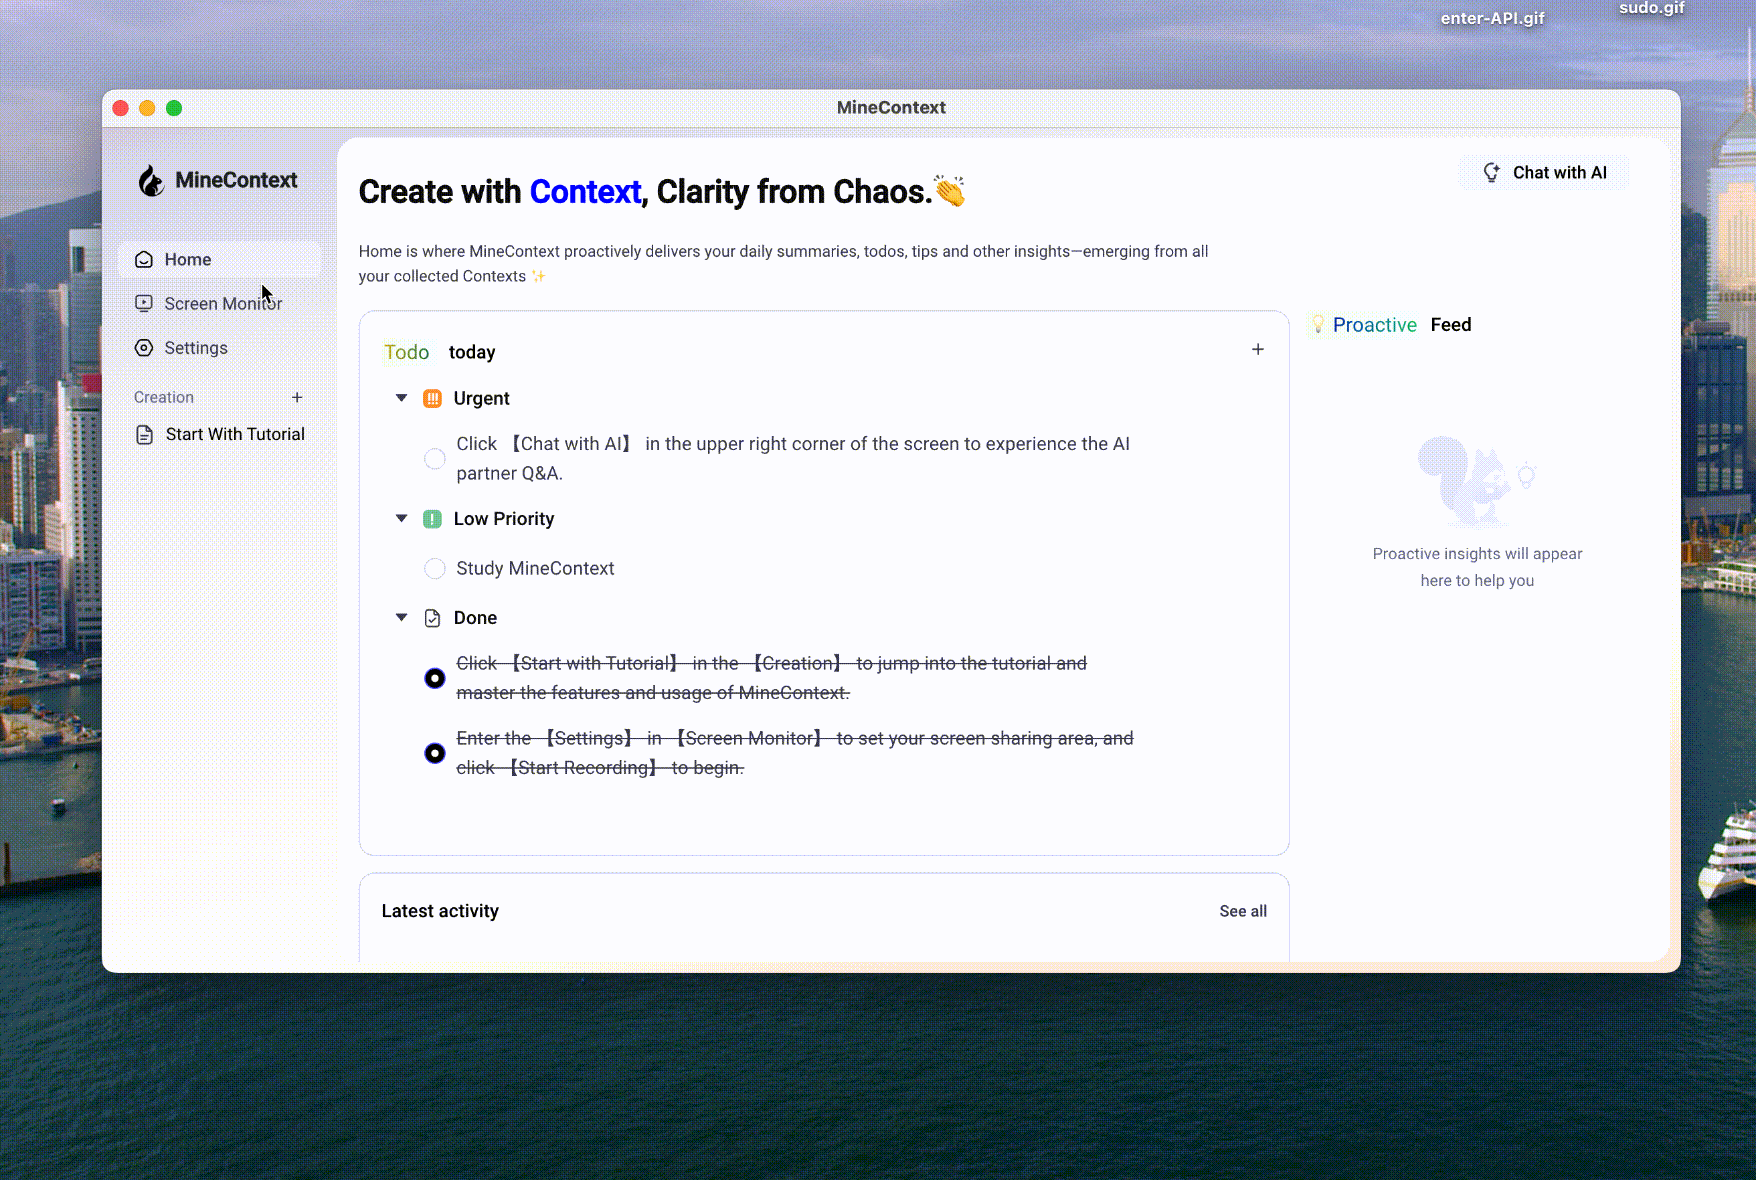 enter-API.gif
sudo.gif
MineContext
MineContext
Home
Screen Monitor
Settings
Creation +
Start With Tutorial
Chat with AI
Create with Context, Clarity from Chaos.👏
Home is where MineContext proactively delivers your daily summaries, todos, tips and other insights—emerging from all
your collected Contexts ✨
Todo today +
Urgent
Click 【Chat with AI】 in the upper right corner of the screen to experience the AI
partner Q&A.
Low Priority
Study MineContext
Done
Click 【Start with Tutorial】 in the 【Creation】 to jump into the tutorial and
master the features and usage of MineContext.
Enter the 【Settings】 in 【Screen Monitor】 to set your screen sharing area, and
click 【Start Recording】 to begin.
Latest activity
See all
💡 Proactive Feed
Proactive insights will appear
here to help you